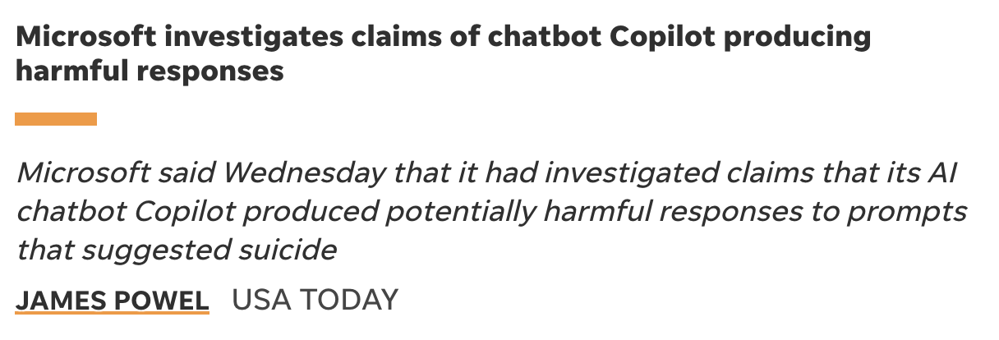 Microsoft investigates claims of chatbot Copilot producing
harmful responses
Microsoft said Wednesday that it had investigated claims that its AI
chatbot Copilot produced potentially harmful responses to prompts
that suggested suicide
JAMES POWEL USA TODAY